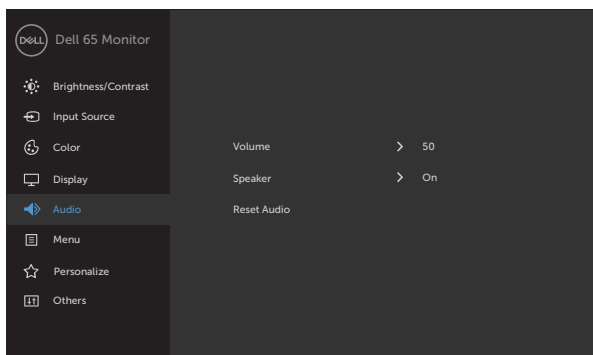 DELL Dell 65 Monitor
Brightness/Contrast
Input Source
Color
Volume 50
Display
Speaker On
Audio
Reset Audio
Menu
Personalize
Others